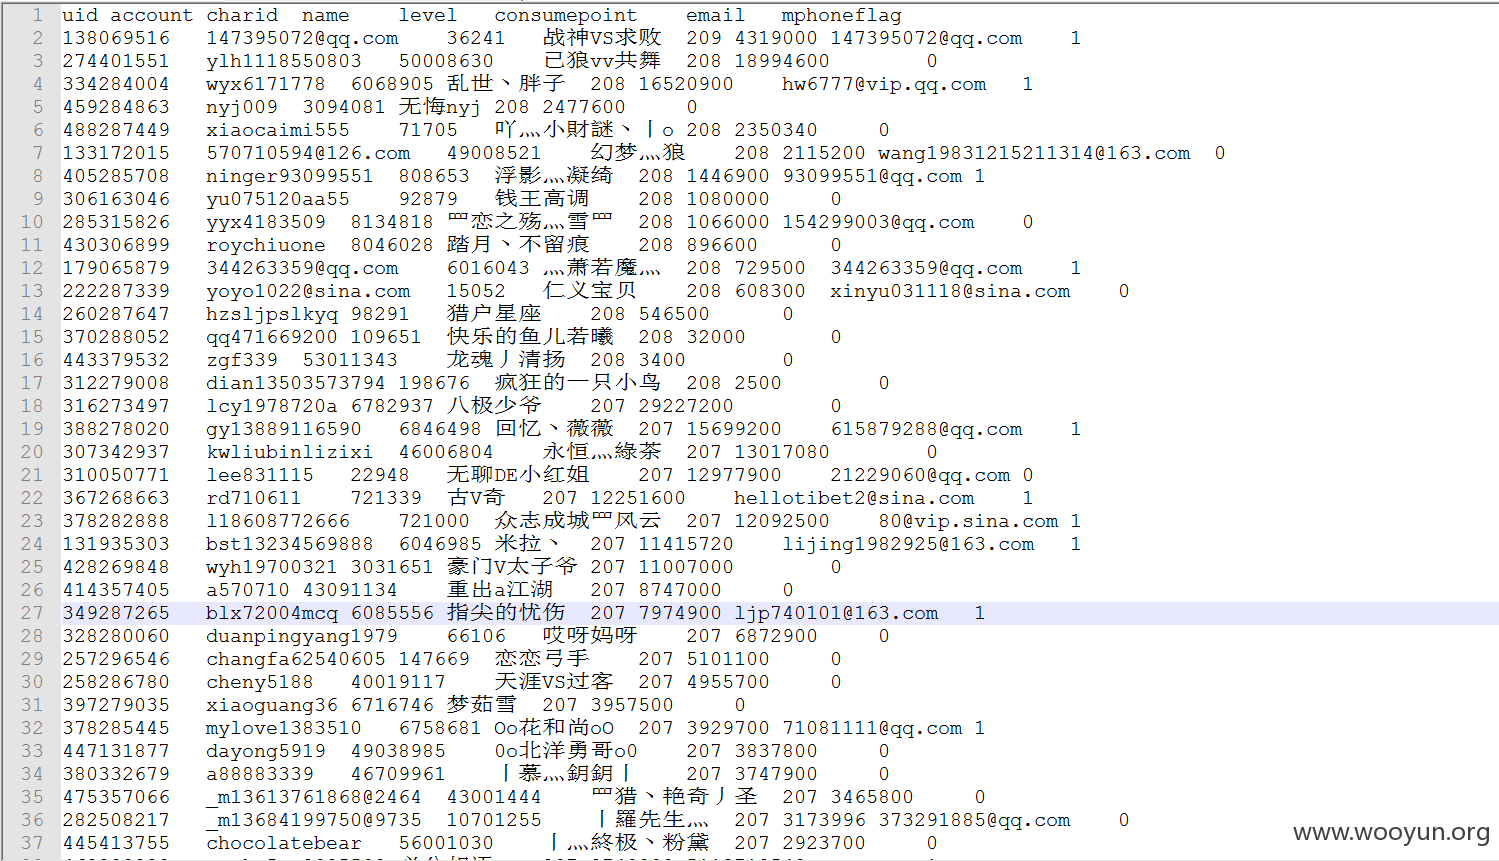 1 uid account charid name level consumepoint email mphoneflag
2 138069516 147395072@qq.com 36241 战神VS求败 209 4319000 147395072@qq.com 1
3 274401551 ylh1118550803 50008630 已狼vv共舞 208 18994600 0
4 334284004 wyx6171778 6068905 乱世丶胖子 208 16520900 hw6777@vip.qq.com 1
5 459284863 nyj009 3094081 无悔nyj 208 2477600 0
6 488287449 xiaocaimi555 71705 吖灬小財謎丶丨o 208 2350340 0
7 133172015 570710594@126.com 49008521 幻梦灬狼 208 2115200 wang19831215211314@163.com 0
8 405285708 ninger93099551 808653 浮影灬凝绮 208 1446900 93099551@qq.com 1
9 306163046 yu075120aa55 92879 钱王高调 208 1080000 0
10 285315826 yyx4183509 8134818 罒恋之殇灬雪罒 208 1066000 154299003@qq.com 0
11 430306899 roychiuone 8046028 踏月丶不留痕 208 896600 0
12 179065879 344263359@qq.com 6016043 灬萧若魔灬 208 729500 344263359@qq.com 1
13 222287339 yoyo1022@sina.com 15052 仁义宝贝 208 608300 xinyu031118@sina.com 0
14 260287647 hzsljpslkyq 98291 猎户星座 208 546500 0
15 370288052 qq471669200 109651 快乐的鱼儿若曦 208 32000 0
16 443379532 zgf339 53011343 龙魂丿清扬 208 3400 0
17 312279008 dian13503573794 198676 疯狂的一只小鸟 208 2500 0
18 316273497 lcy1978720a 6782937 八极少爷 207 29227200 0
19 388278020 gy13889116590 6846498 回忆丶薇薇 207 15699200 615879288@qq.com 1
20 307342937 kwliubinlizixi 46006804 永恒灬綠茶 207 13017080 0
21 310050771 lee831115 22948 无聊DE小红姐 207 12977900 21229060@qq.com 0
22 367268663 rd710611 721339 古V奇 207 12251600 hellotibet2@sina.com 1
23 378282888 l18608772666 721000 众志成城罒风云 207 12092500 80@vip.sina.com 1
24 131935303 bst13234569888 6046985 米拉丶 207 11415720 lijing1982925@163.com 1
25 428269848 wyh19700321 3031651 豪门V太子爷 207 11007000 0
26 414357405 a570710 43091134 重出a江湖 207 8747000 0
27 349287265 blx72004mcq 6085556 指尖的忧伤 207 7974900 ljp740101@163.com 1
28 328280060 duanpingyang1979 66106 哎呀妈呀 207 6872900 0
29 257296546 changfa62540605 147669 恋恋弓手 207 5101100 0
30 258286780 cheny5188 40019117 天涯VS过客 207 4955700 0
31 397279035 xiaoguang36 6716746 梦茹雪 207 3957500 0
32 378285445 mylove1383510 6758681 Oo花和尚oO 207 3929700 71081111@qq.com 1
33 447131877 dayong5919 49038985 0o北洋勇哥o0 207 3837800 0
34 380332679 a88883339 46709961 丨慕灬鈅鈅丨 207 3747900 0
35 475357066 _m13613761868@2464 43001444 罒猎丶艳奇丿圣 207 3465800 0
36 282508217 _m13684199750@9735 10701255 丨羅先生灬 207 3173996 373291885@qq.com 0
37 445413755 chocolatebear 56001030 丨灬終极丶粉黛 207 2923700 0
www.wooyun.org